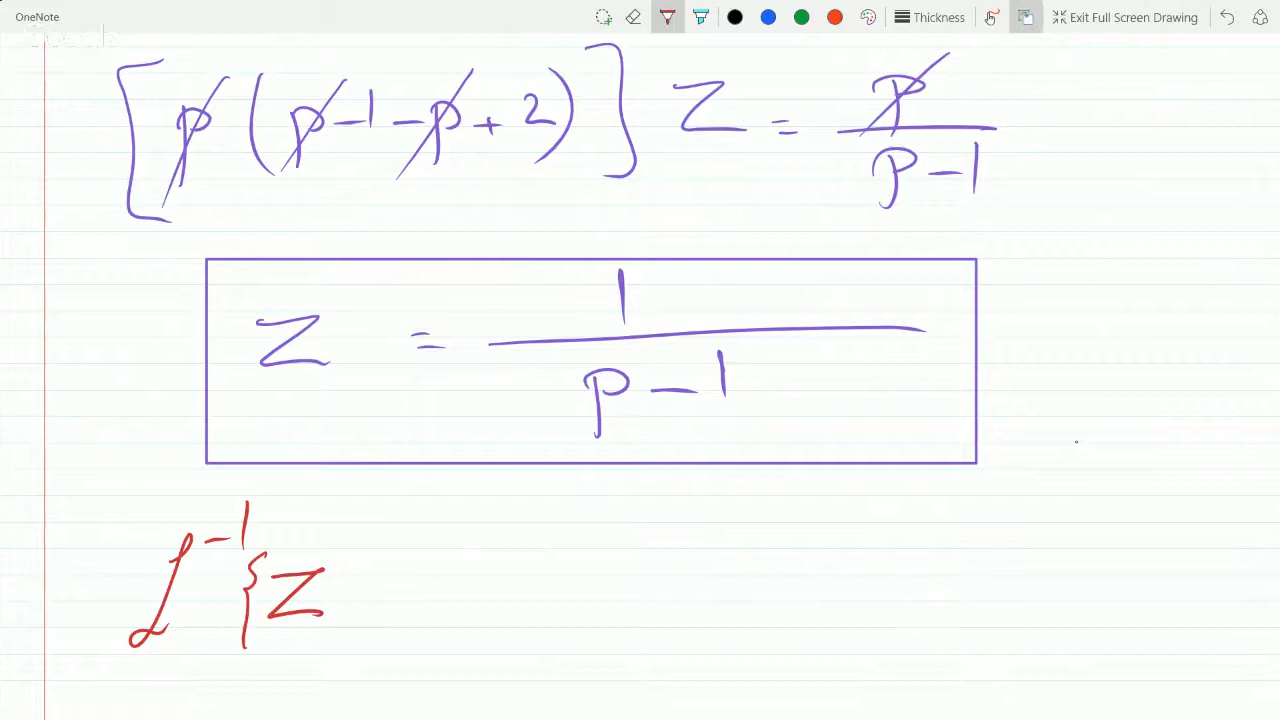 OneNote
Thickness
Exit Full Screen Drawing
[p(p-1-p+2)] Z = p/(p-1)
Z = 1/(p-1)
ℒ⁻¹{Z